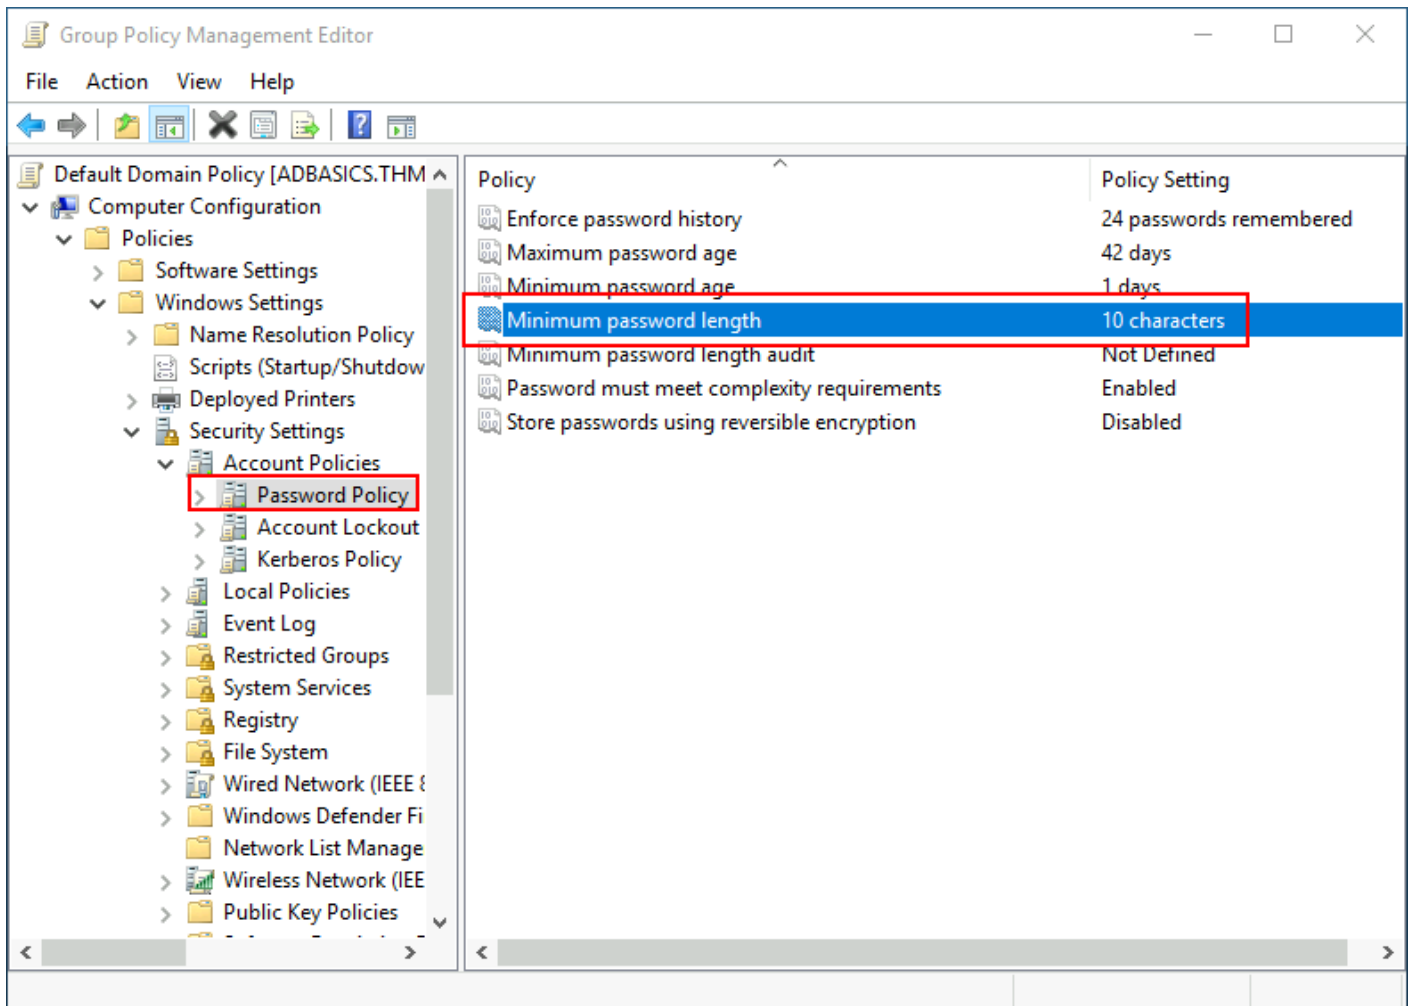 Group Policy Management Editor
File Action View Help
Default Domain Policy [ADBASICS.THM
Computer Configuration
Policies
Software Settings
Windows Settings
Name Resolution Policy
Scripts (Startup/Shutdow
Deployed Printers
Security Settings
Account Policies
Password Policy
Account Lockout
Kerberos Policy
Local Policies
Event Log
Restricted Groups
System Services
Registry
File System
Wired Network (IEEE 8
Windows Defender Fi
Network List Manage
Wireless Network (IEE
Public Key Policies
Policy Policy Setting
Enforce password history 24 passwords remembered
Maximum password age 42 days
Minimum password age 1 days
Minimum password length 10 characters
Minimum password length audit Not Defined
Password must meet complexity requirements Enabled
Store passwords using reversible encryption Disabled